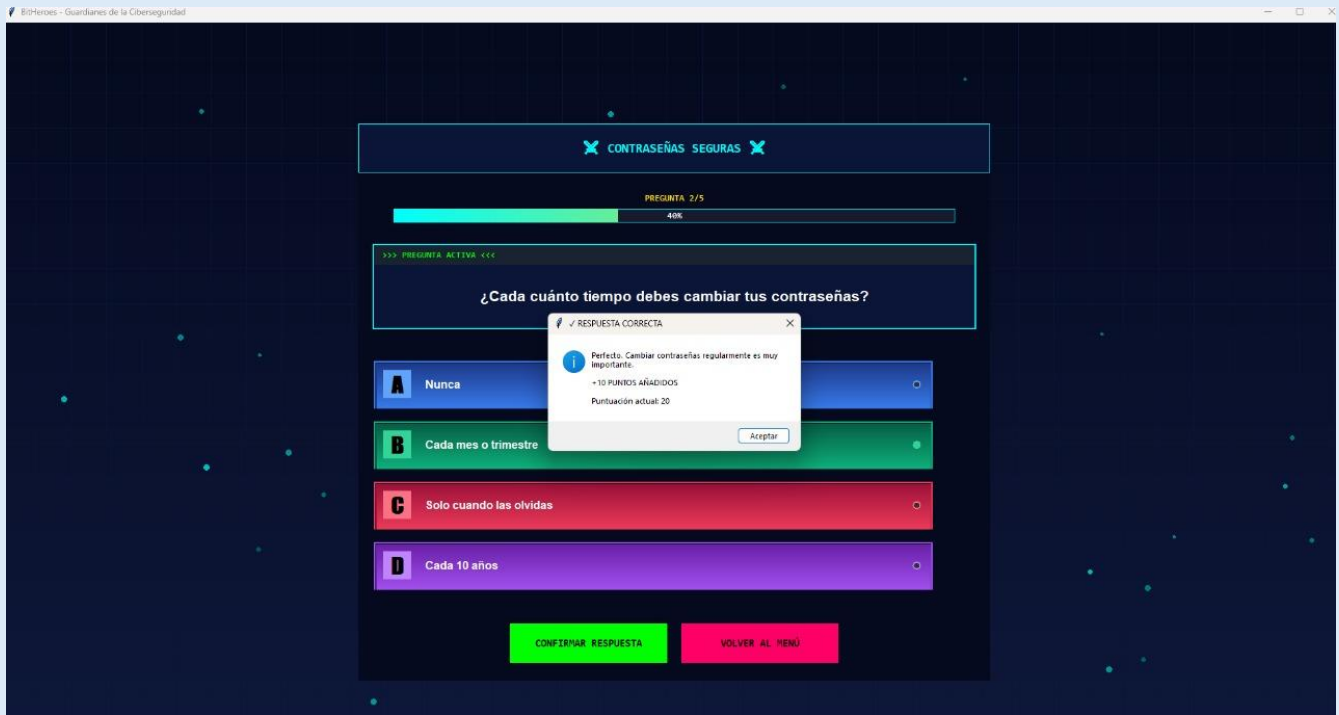 BitHeroes - Guardianes de la Ciberseguridad
CONTRASEÑAS SEGURAS
PREGUNTA 2/5
40%
>>> PREGUNTA ACTIVA <<<
¿Cada cuánto tiempo debes cambiar tus contraseñas?
✓ RESPUESTA CORRECTA
Perfecto. Cambiar contraseñas regularmente es muy
importante.
+10 PUNTOS AÑADIDOS
Puntuación actual: 20
Aceptar
A Nunca
B Cada mes o trimestre
C Solo cuando las olvidas
D Cada 10 años
CONFIRMAR RESPUESTA
VOLVER AL MENÚ